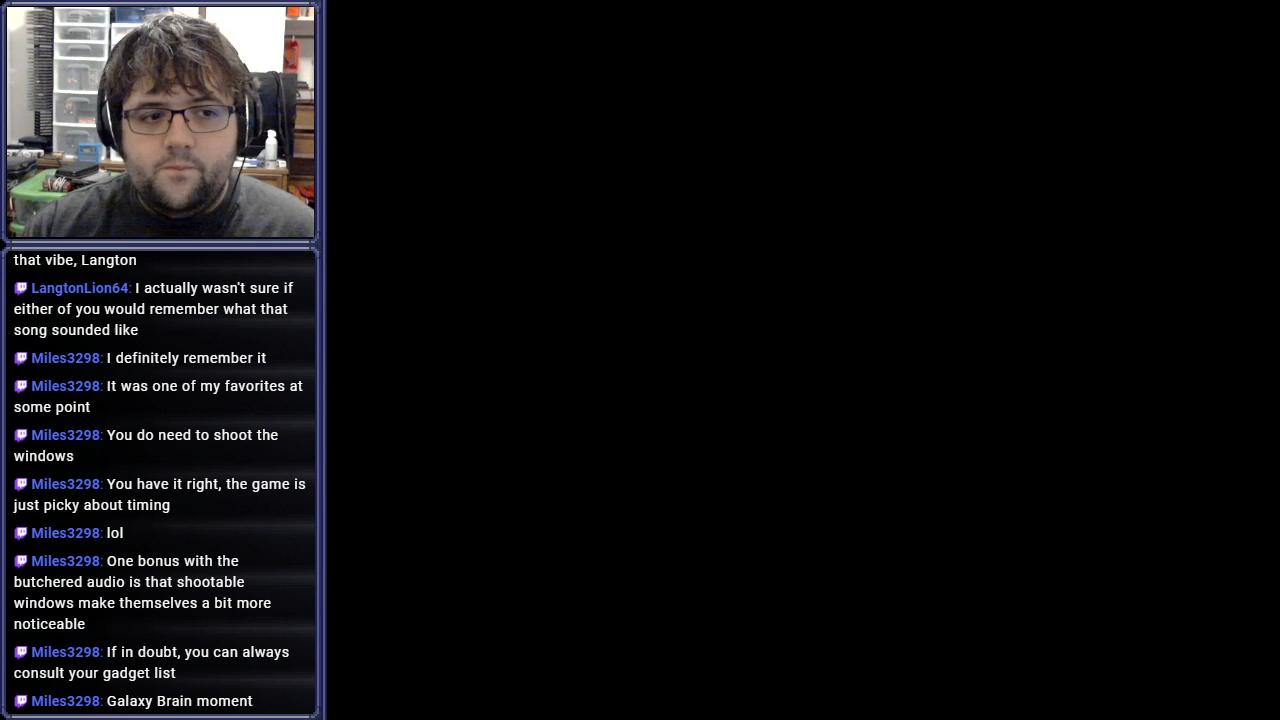 that vibe, Langton
LangtonLion64: I actually wasn't sure if
either of you would remember what that
song sounded like
Miles3298: I definitely remember it
Miles3298: It was one of my favorites at
some point
Miles3298: You do need to shoot the
windows
Miles3298: You have it right, the game is
just picky about timing
Miles3298: lol
Miles3298: One bonus with the
butchered audio is that shootable
windows make themselves a bit more
noticeable
Miles3298: If in doubt, you can always
consult your gadget list
Miles3298: Galaxy Brain moment